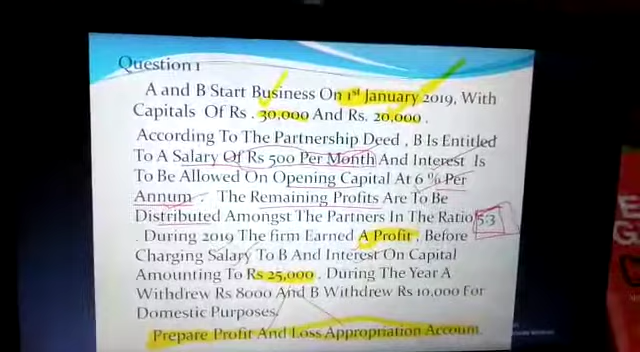 Question 1
A and B Start Business On 1st January 2019, With
Capitals Of Rs . 30,000 And Rs. 20,000 .
According To The Partnership Deed , B Is Entitled
To A Salary Of Rs 500 Per Month And Interest Is
To Be Allowed On Opening Capital At 6 % Per
Annum . The Remaining Profits Are To Be
Distributed Amongst The Partners In The Ratio 5:3
. During 2019 The firm Earned A Profit , Before
Charging Salary To B And Interest On Capital
Amounting To Rs 25,000 . During The Year A
Withdrew Rs 8000 And B Withdrew Rs 10,000 For
Domestic Purposes.
Prepare Profit And Loss Appropriation Account.